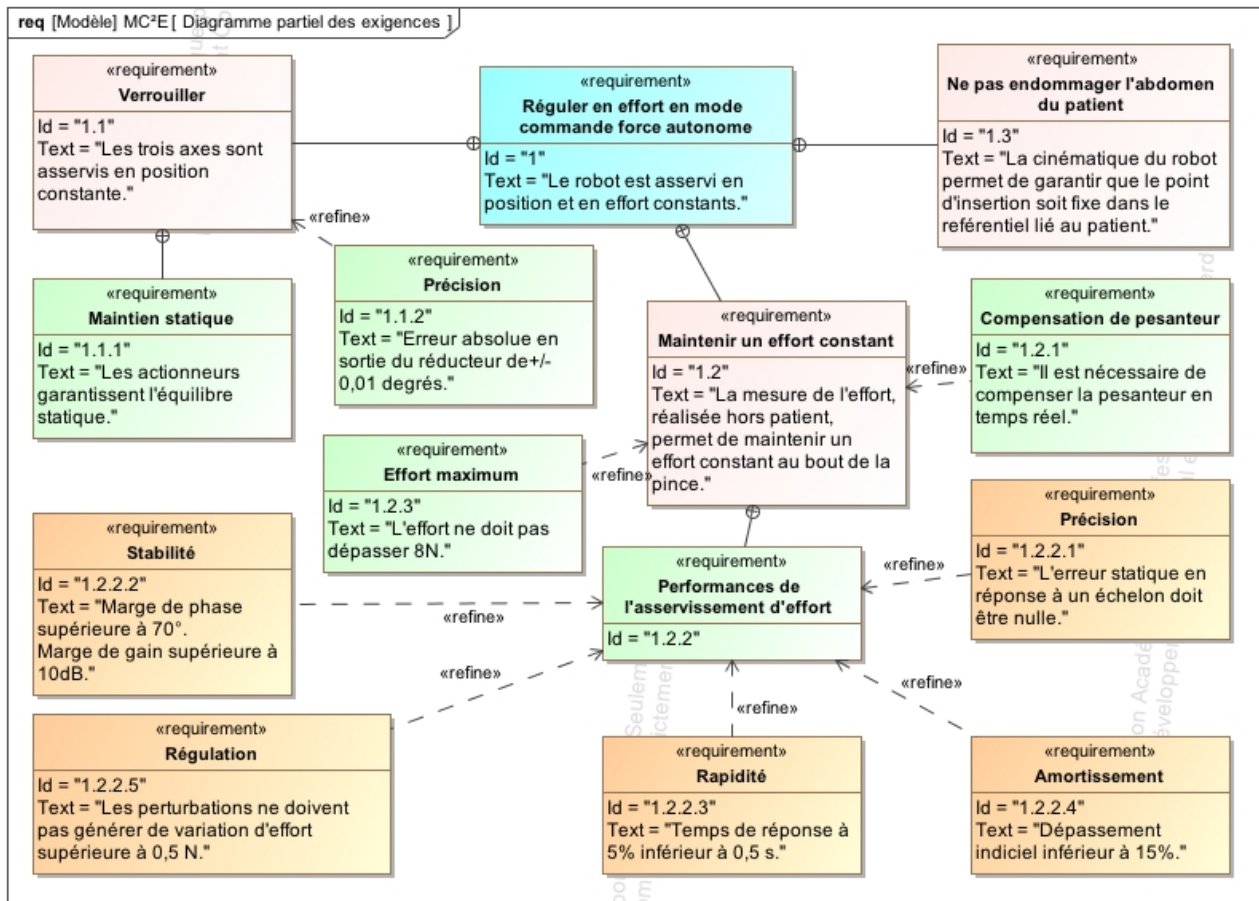 req [Modèle] MC²E [ Diagramme partiel des exigences ]
«requirement»
Verrouiller
Id = "1.1"
Text = "Les trois axes sont
asservis en position
constante."
«requirement»
Réguler en effort en mode
commande force autonome
Id = "1"
Text = "Le robot est asservi en
position et en effort constants."
«requirement»
Ne pas endommager l'abdomen
du patient
Id = "1.3"
Text = "La cinématique du robot
permet de garantir que le point
d'insertion soit fixe dans le
reférentiel lié au patient."
«refine»
«requirement»
Maintien statique
Id = "1.1.1"
Text = "Les actionneurs
garantissent l'équilibre
statique."
«requirement»
Précision
Id = "1.1.2"
Text = "Erreur absolue en
sortie du réducteur de+/-
0,01 degrés."
«requirement»
Maintenir un effort constant
Id = "1.2"
Text = "La mesure de l'effort,
réalisée hors patient,
permet de maintenir un
effort constant au bout de la
pince."
«refine»
«requirement»
Compensation de pesanteur
Id = "1.2.1"
Text = "Il est nécessaire de
compenser la pesanteur en
temps réel."
«requirement»
Effort maximum
Id = "1.2.3"
Text = "L'effort ne doit pas
dépasser 8N."
«refine»
«requirement»
Stabilité
Id = "1.2.2.2"
Text = "Marge de phase
supérieure à 70°.
Marge de gain supérieure à
10dB."
«refine»
«requirement»
Performances de
l'asservissement d'effort
Id = "1.2.2"
«refine»
«requirement»
Précision
Id = "1.2.2.1"
Text = "L'erreur statique en
réponse à un échelon doit
être nulle."
«refine»
«requirement»
Régulation
Id = "1.2.2.5"
Text = "Les perturbations ne doivent
pas générer de variation d'effort
supérieure à 0,5 N."
«refine»
«requirement»
Rapidité
Id = "1.2.2.3"
Text = "Temps de réponse à
5% inférieur à 0,5 s."
«refine»
«requirement»
Amortissement
Id = "1.2.2.4"
Text = "Dépassement
indiciel inférieur à 15%."